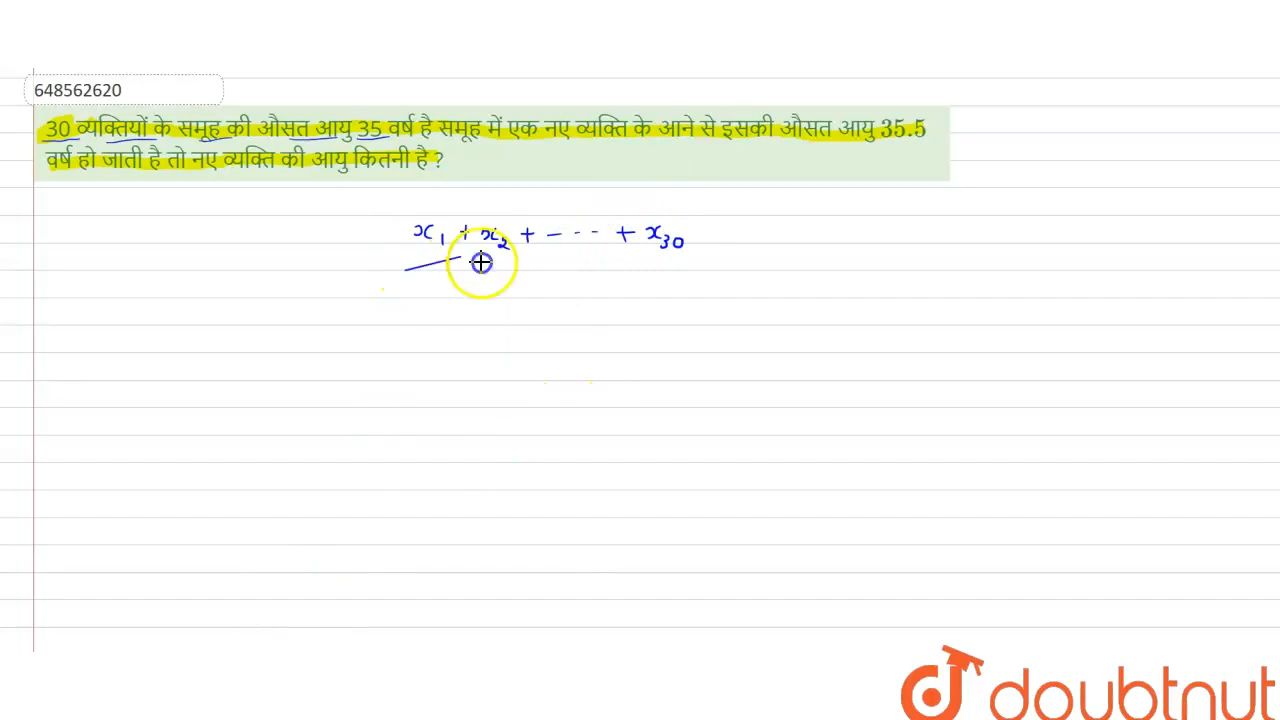 648562620
30 व्यक्तियों के समूह की औसत आयु 35 वर्ष है समूह में एक नए व्यक्ति के आने से इसकी औसत आयु 35.5
वर्ष हो जाती है तो नए व्यक्ति की आयु कितनी है ?
x₁ + x₂ + - - - - + x₃₀
doubtnut